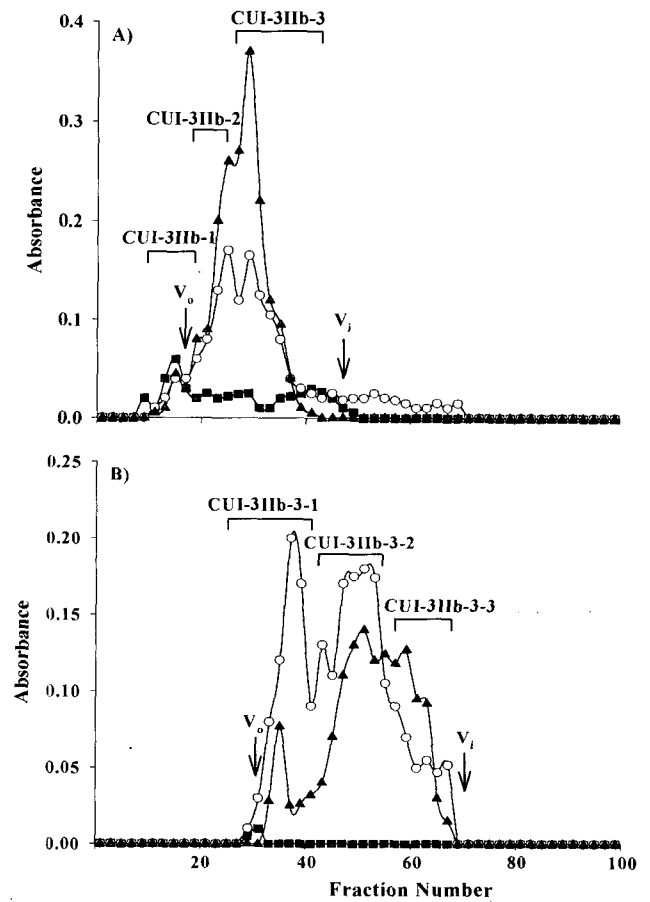 A)
CUI-3IIb-3
CUI-3IIb-2
CUI-3IIb-1
Vo
Vi
Absorbance
0.4
0.3
0.2
0.1
0.0
B)
CUI-3IIb-3-1
CUI-3IIb-3-2
CUI-3IIb-3-3
Vo
Vi
Absorbance
0.25
0.20
0.15
0.10
0.05
0.00
20 40 60 80 100
Fraction Number